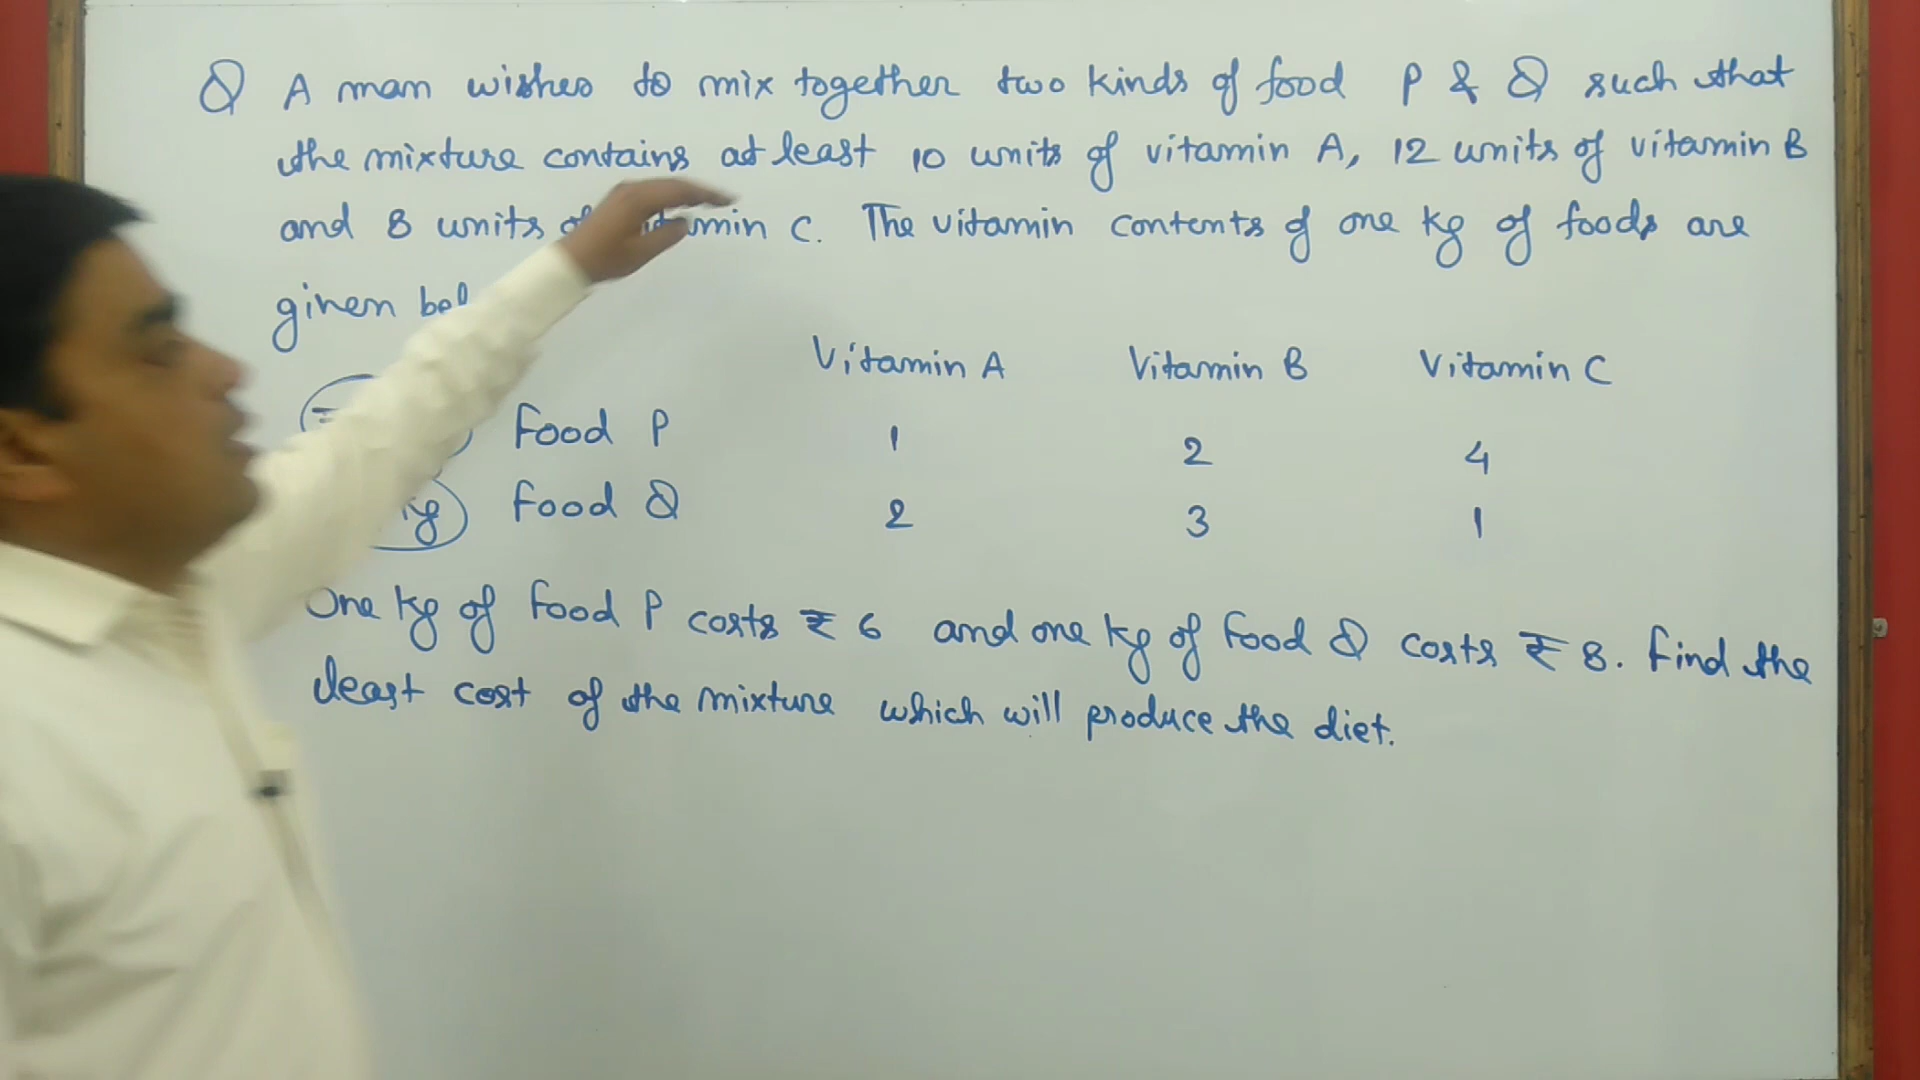 Q A man wishes to mix together two kinds of food P & Q such that
the mixture contains at least 10 units of vitamin A, 12 units of vitamin B
and 8 units C. The vitamin contents of one kg of foods are
given
Vitamin A Vitamin B Vitamin C
Food P 1 2 4
Food Q 2 3 1
One kg of food P costs ₹ 6 and one kg of food Q costs ₹ 8. Find the
least cost of the mixture which will produce the diet.